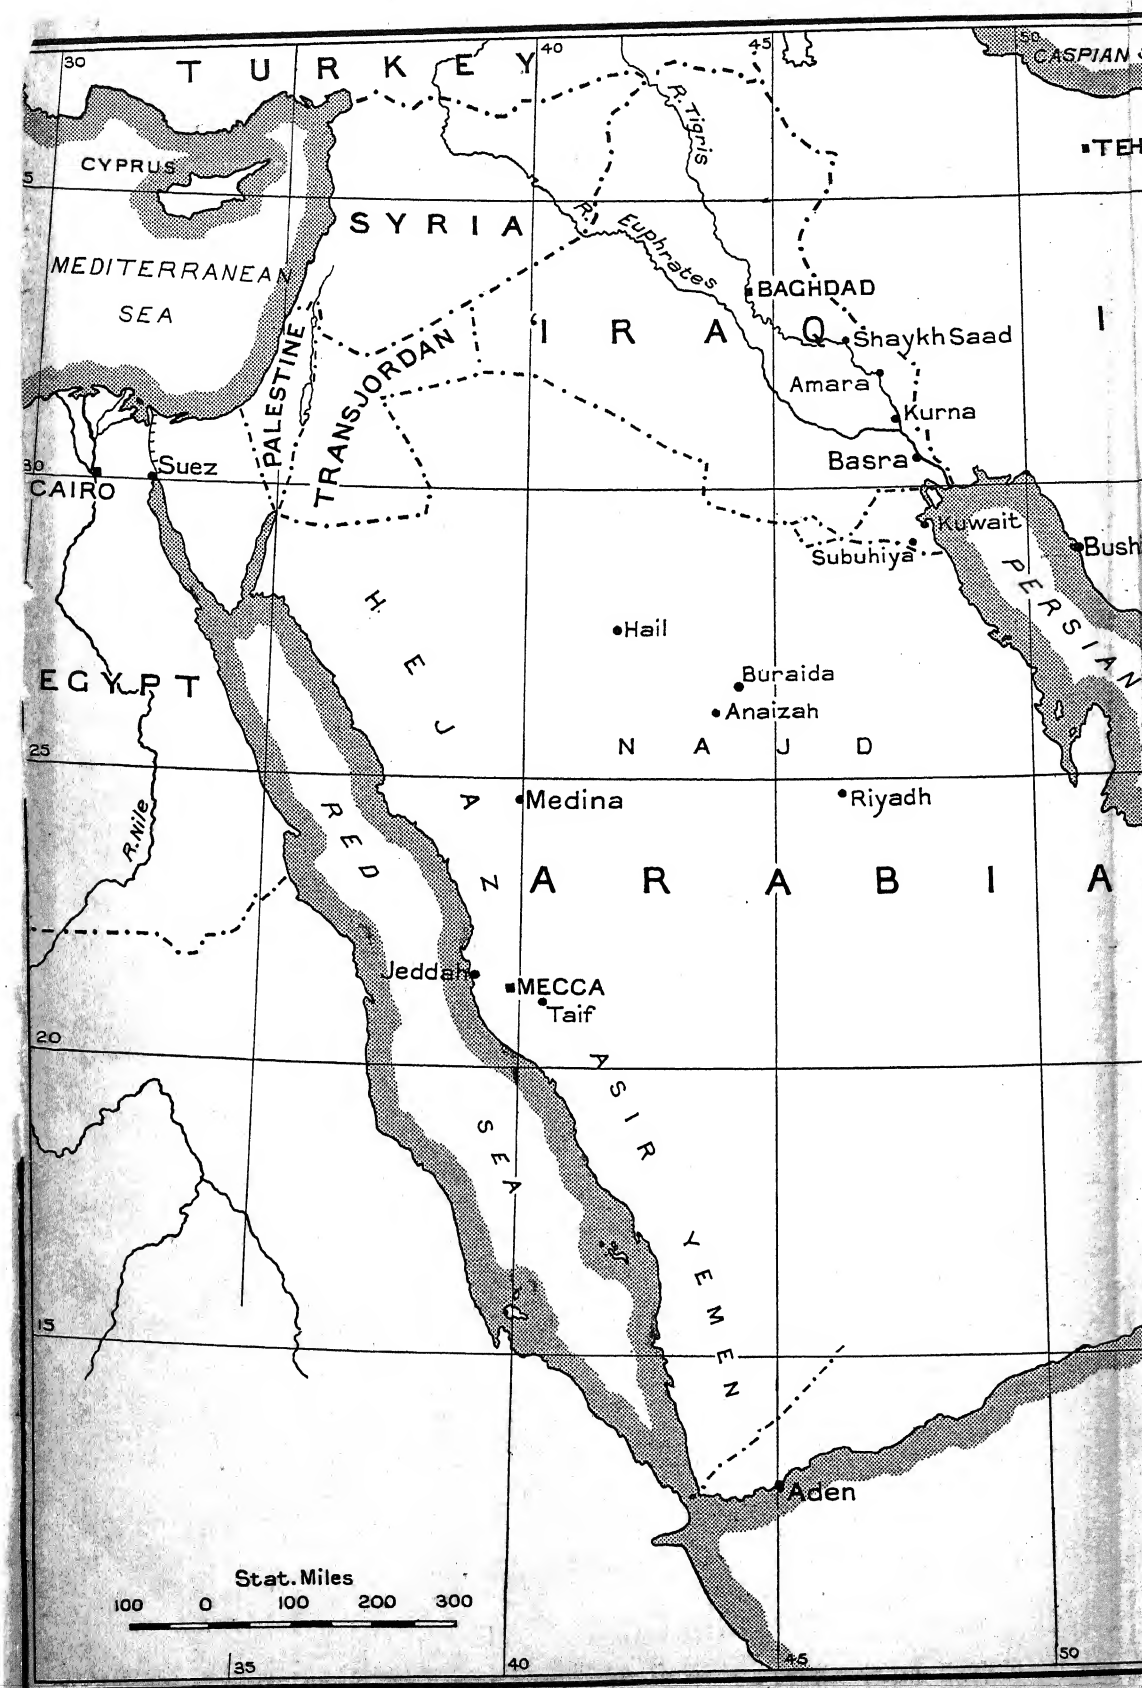 30
40
45
50
TURKEY
CASPIAN
R. Tigris
CYPRUS
SYRIA
R. Euphrates
MEDITERRANEAN
SEA
BAGHDAD
IRAQ
I
Shaykh Saad
PALESTINE
TRANSJORDAN
Amara
Kurna
Basra
30
Suez
CAIRO
Kuwait
Subuhiya
PERSIAN
HEJAZ
Hail
EGYPT
Buraida
Anaizah
NAJD
25
Medina
Riyadh
R. Nile
RED
SEA
ARABIA
Jeddah
MECCA
Taif
20
ASIR
YEMEN
15
Aden
Stat. Miles
100 0 100 200 300
35
40
45
50